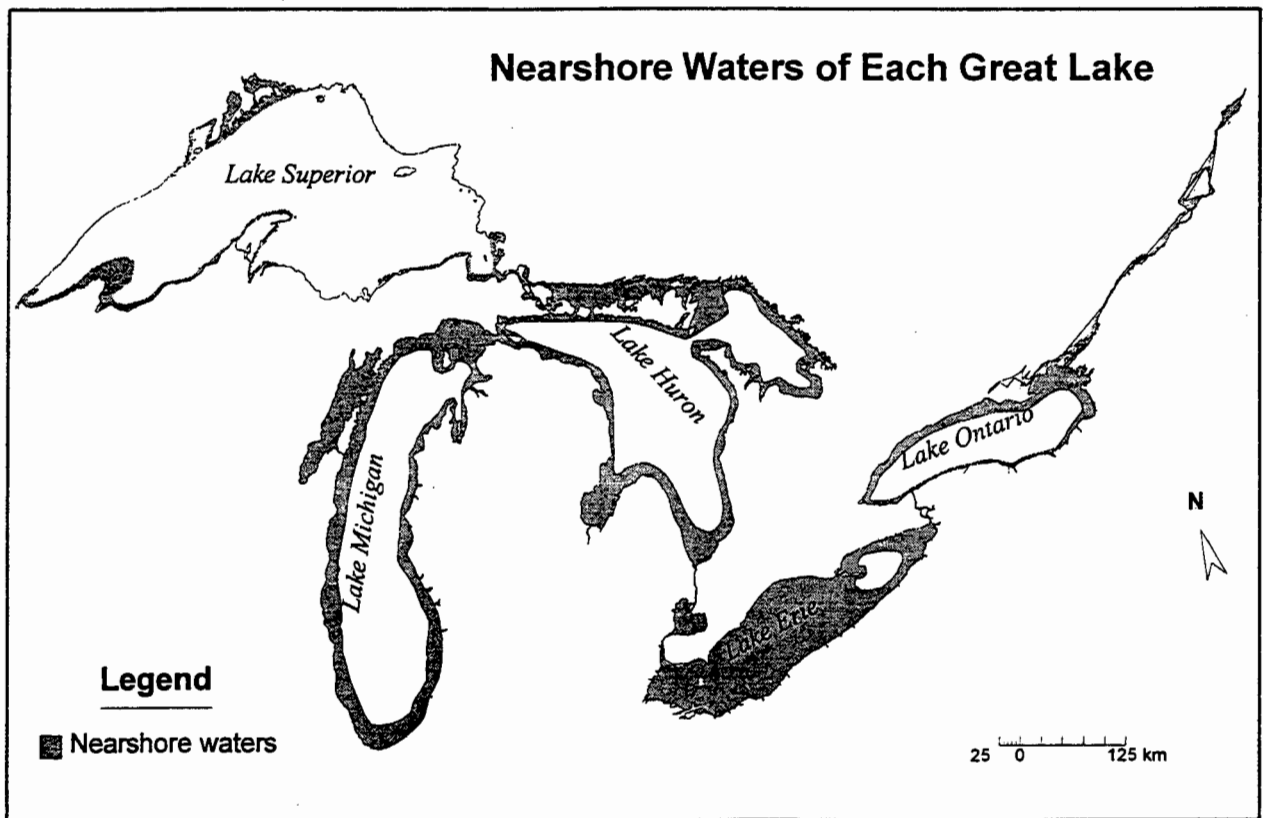 Nearshore Waters of Each Great Lake
Lake Superior
Lake Huron
Lake Ontario
Lake Michigan
N
Lake Erie
Legend
Nearshore waters
25 0 125 km